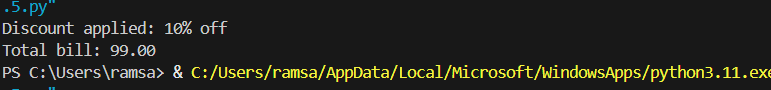 .5.py"
Discount applied: 10% off
Total bill: 99.00
PS C:\Users\ramsa> & C:/Users/ramsa/AppData/Local/Microsoft/WindowsApps/python3.11.exe